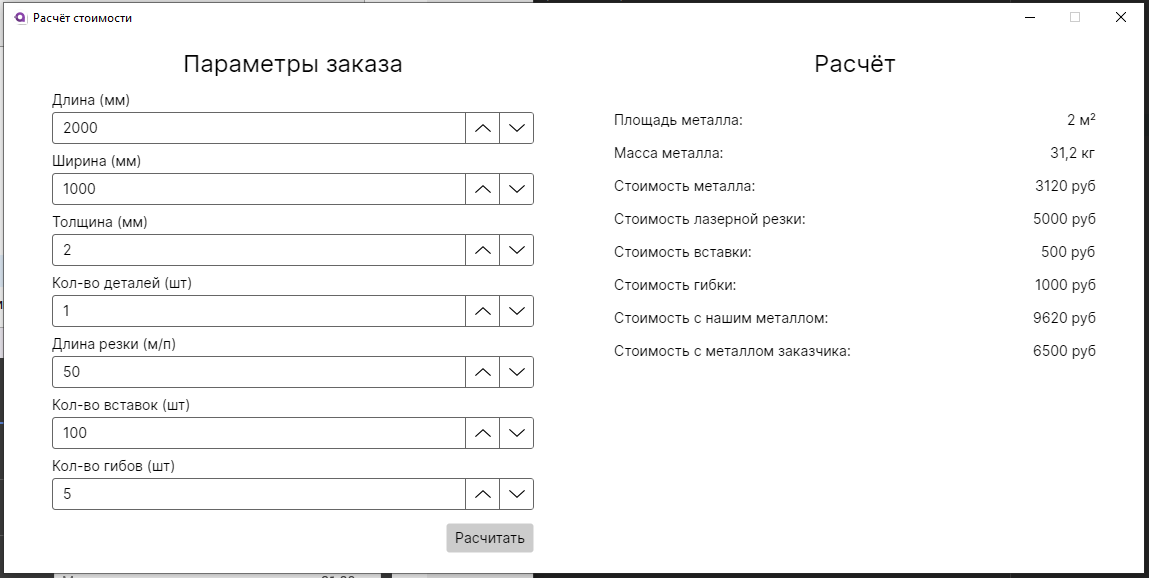 Расчёт стоимости
Параметры заказа
Длина (мм)
2000
Ширина (мм)
1000
Толщина (мм)
2
Кол-во деталей (шт)
1
Длина резки (м/п)
50
Кол-во вставок (шт)
100
Кол-во гибов (шт)
5
Расчитать
Расчёт
Площадь металла: 2 м²
Масса металла: 31,2 кг
Стоимость металла: 3120 руб
Стоимость лазерной резки: 5000 руб
Стоимость вставки: 500 руб
Стоимость гибки: 1000 руб
Стоимость с нашим металлом: 9620 руб
Стоимость с металлом заказчика: 6500 руб